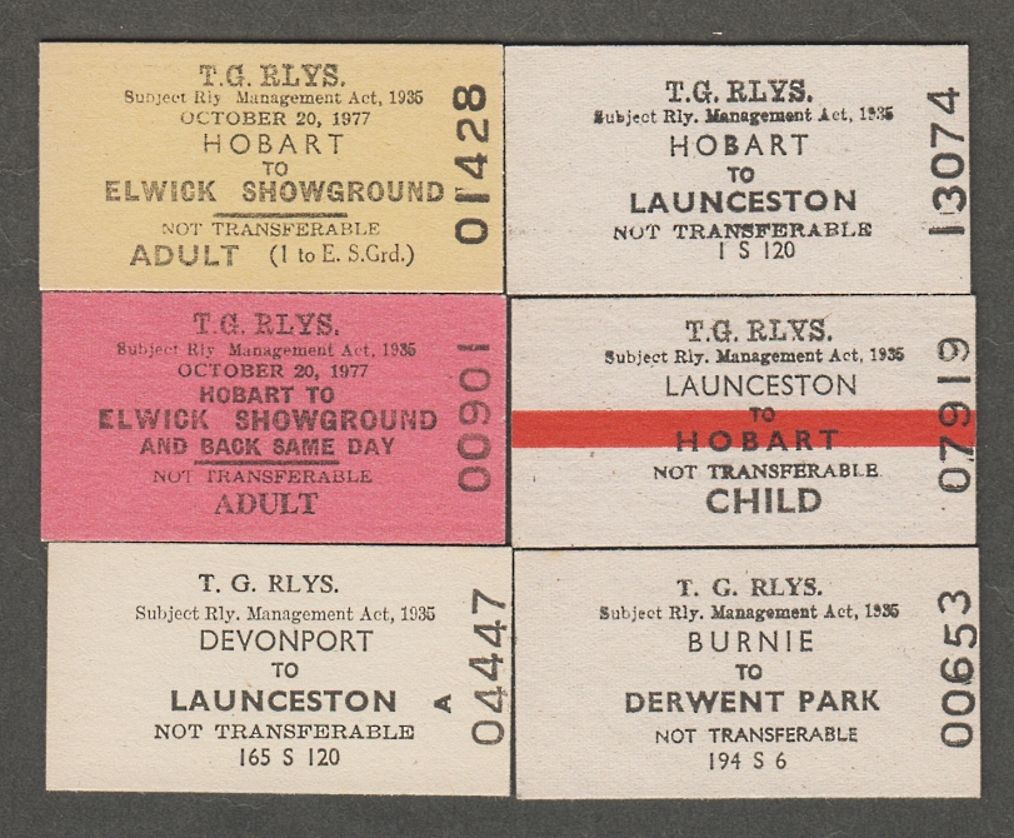 T.G. RLYS.
Subject Rly Management Act, 1935
OCTOBER 20, 1977
HOBART
TO
ELWICK SHOWGROUND
NOT TRANSFERABLE
ADULT (1 to E. S.Grd.)
01428
T.G. RLYS.
Subject Rly. Management Act, 1935
HOBART
TO
LAUNCESTON
NOT TRANSFERABLE
1 S 120
13074
T.G. RLYS.
Subject Rly Management Act, 1935
OCTOBER 20, 1977
HOBART TO
ELWICK SHOWGROUND
AND BACK SAME DAY
NOT TRANSFERABLE
ADULT
00901
T.G. RLYS.
Subject Rly. Management Act, 1935
LAUNCESTON
TO
HOBART
NOT TRANSFERABLE
CHILD
07919
T. G. RLYS.
Subject Rly. Management Act, 1935
DEVONPORT
TO
LAUNCESTON
NOT TRANSFERABLE
165 S 120
A
04447
T. G. RLYS.
Subject Rly. Management Act, 1935
BURNIE
TO
DERWENT PARK
NOT TRANSFERABLE
194 S 6
00653